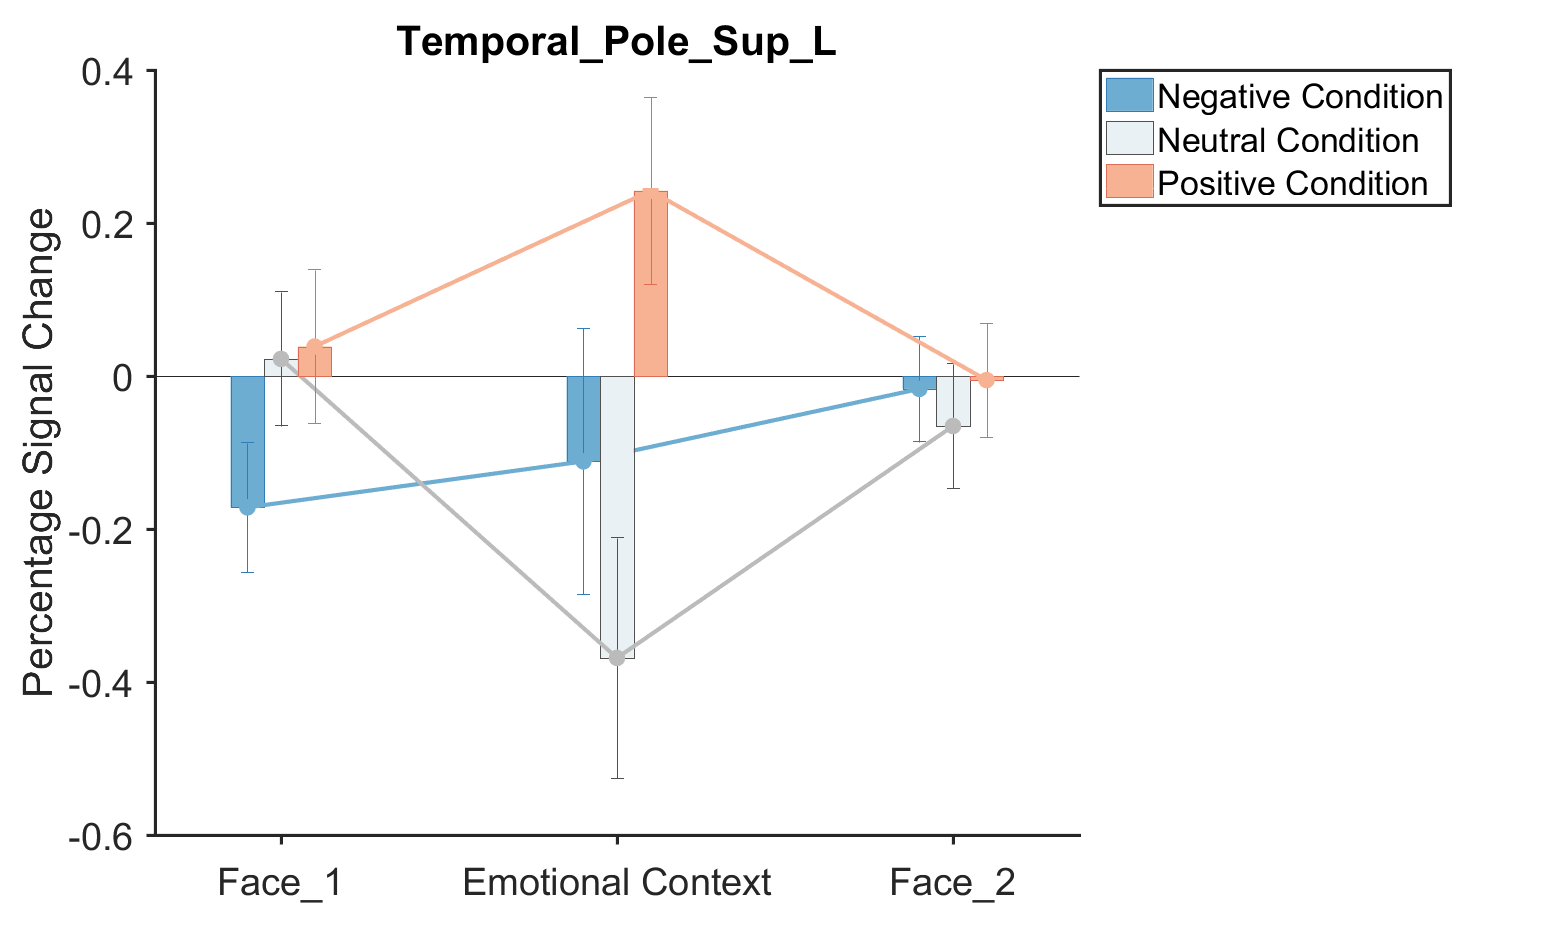 Temporal_Pole_Sup_L
Negative Condition
Neutral Condition
Positive Condition
Percentage Signal Change
0.4
0.2
0
-0.2
-0.4
-0.6
Face_1 Emotional Context Face_2